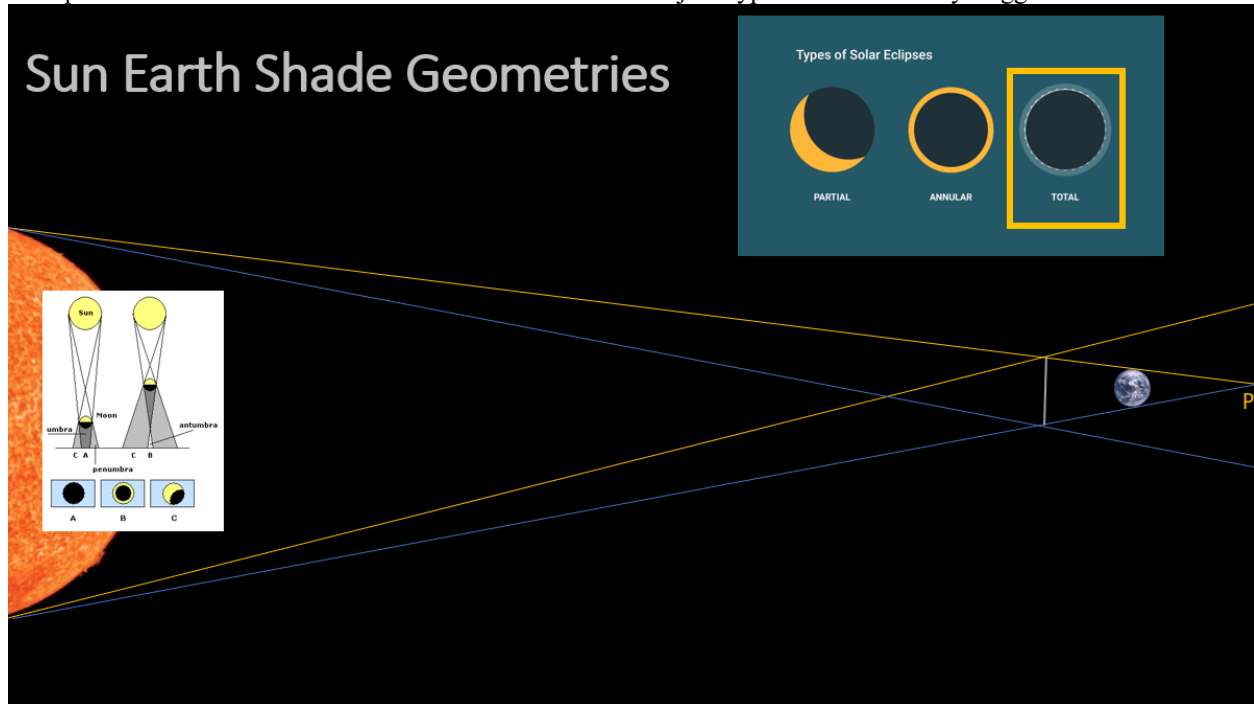 Sun Earth Shade Geometries
Types of Solar Eclipses
PARTIAL
ANNULAR
TOTAL
Sun
Moon
umbra
antumbra
C A
C B
penumbra
A
B
C
P